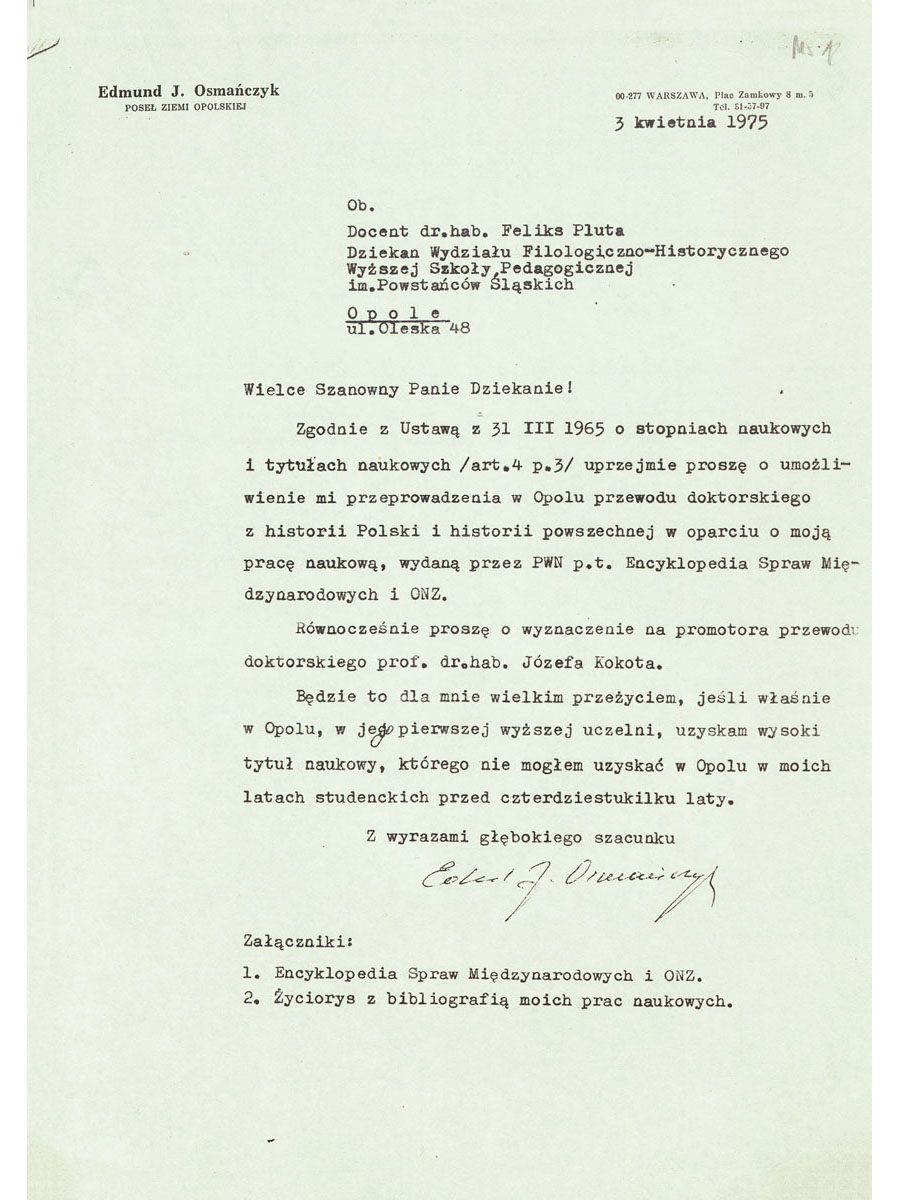 Edmund J. Osmańczyk
POSEŁ ZIEMI OPOLSKIEJ
00-277 WARSZAWA, Plac Zamkowy 8 m. 5
Tel. 31-37-97
3 kwietnia 1975
Ob.
Docent dr.hab. Feliks Pluta
Dziekan Wydziału Filologiczno-Historycznego
Wyższej Szkoły Pedagogicznej
im.Powstańców Śląskich
O p o l e
ul.Oleska 48
Wielce Szanowny Panie Dziekanie!
Zgodnie z Ustawą z 31 III 1965 o stopniach naukowych
i tytułach naukowych /art.4 p.3/ uprzejmie proszę o umożli-
wienie mi przeprowadzenia w Opolu przewodu doktorskiego
z historii Polski i historii powszechnej w oparciu o moją
pracę naukową, wydaną przez PWN p.t. Encyklopedia Spraw Mię-
dzynarodowych i ONZ.
Równocześnie proszę o wyznaczenie na promotora przewodu
doktorskiego prof. dr.hab. Józefa Kokota.
Będzie to dla mnie wielkim przeżyciem, jeśli właśnie
w Opolu, w jego pierwszej wyższej uczelni, uzyskam wysoki
tytuł naukowy, którego nie mogłem uzyskać w Opolu w moich
latach studenckich przed czterdziestukilku laty.
Z wyrazami głębokiego szacunku
Edmund J. Osmańczyk
Załączniki:
1. Encyklopedia Spraw Międzynarodowych i ONZ.
2. Życiorys z bibliografią moich prac naukowych.